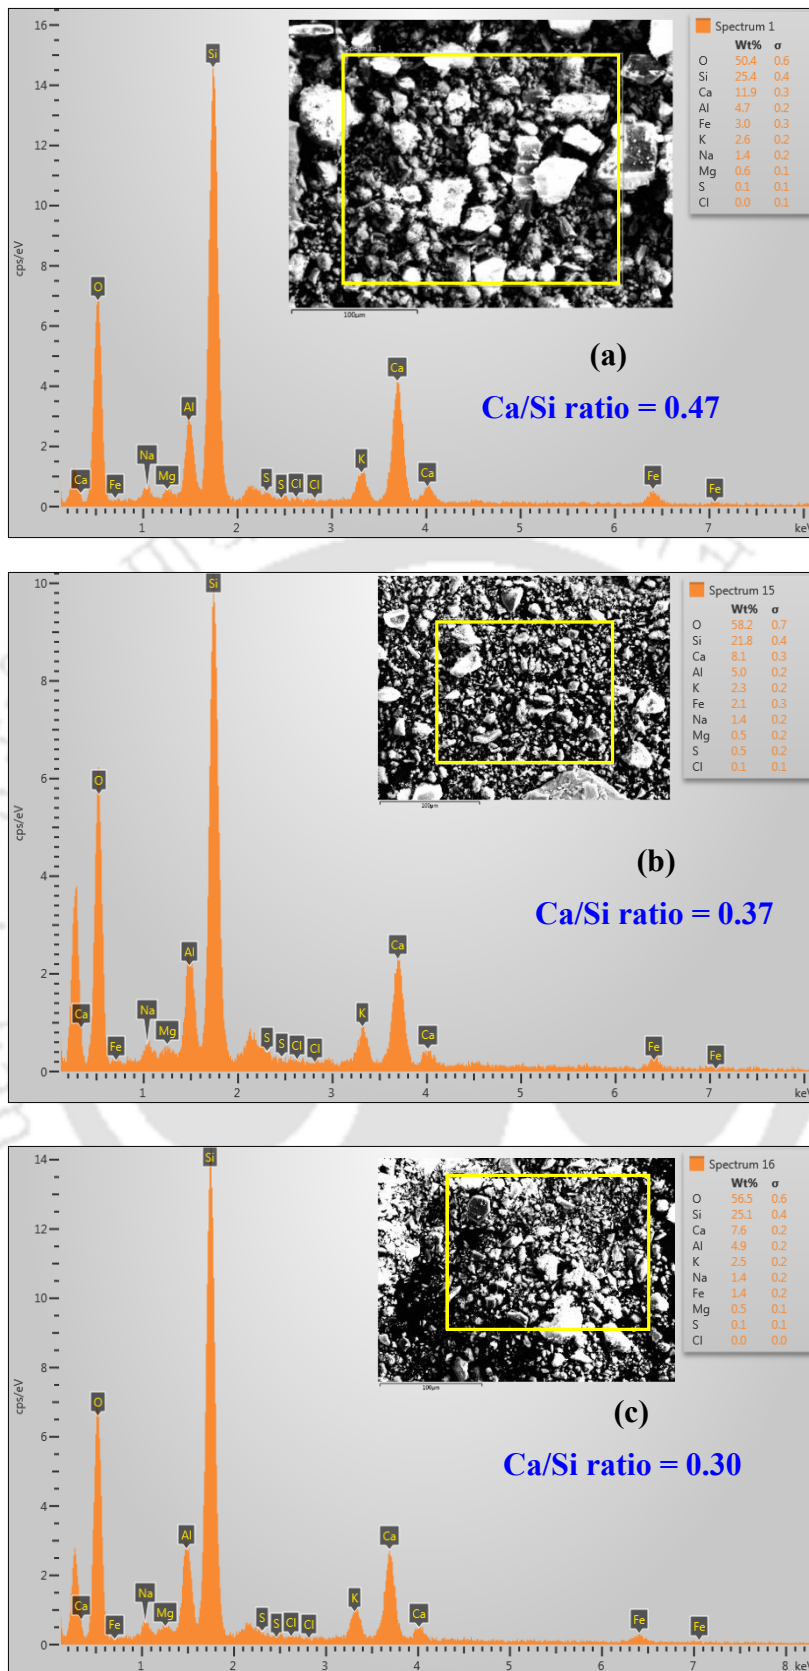 16
14
12
10
8
6
4
2
0
cps/eV
Si
O
Al
Na
Mg
Ca
Fe
S
S
Cl
Cl
K
Ca
Ca
Fe
Fe
1
2
3
4
5
6
7
8
keV
Spectrum 1
100µm
Spectrum 1
Wt% σ
O 50.4 0.6
Si 25.4 0.4
Ca 11.9 0.3
Al 4.7 0.2
Fe 3.0 0.3
K 2.6 0.2
Na 1.4 0.2
Mg 0.6 0.1
S 0.1 0.1
Cl 0.0 0.1
(a)
Ca/Si ratio = 0.47
10
8
6
4
2
0
cps/eV
Si
O
Al
Na
Mg
Ca
Fe
S
S
Cl
Cl
K
Ca
Ca
Fe
Fe
1
2
3
4
5
6
7
8
keV
100µm
Spectrum 15
Wt% σ
O 58.2 0.7
Si 21.8 0.4
Ca 8.1 0.3
Al 5.0 0.2
K 2.3 0.2
Fe 2.1 0.3
Na 1.4 0.2
Mg 0.5 0.2
S 0.5 0.2
Cl 0.1 0.1
(b)
Ca/Si ratio = 0.37
14
12
10
8
6
4
2
0
cps/eV
Si
O
Al
Na
Mg
Ca
Fe
S
S
Cl
Cl
K
Ca
Ca
Fe
Fe
1
2
3
4
5
6
7
8
keV
100µm
Spectrum 16
Wt% σ
O 56.5 0.6
Si 25.1 0.4
Ca 7.6 0.2
Al 4.9 0.2
K 2.5 0.2
Na 1.4 0.2
Fe 1.4 0.2
Mg 0.5 0.1
S 0.1 0.1
Cl 0.0 0.0
(c)
Ca/Si ratio = 0.30